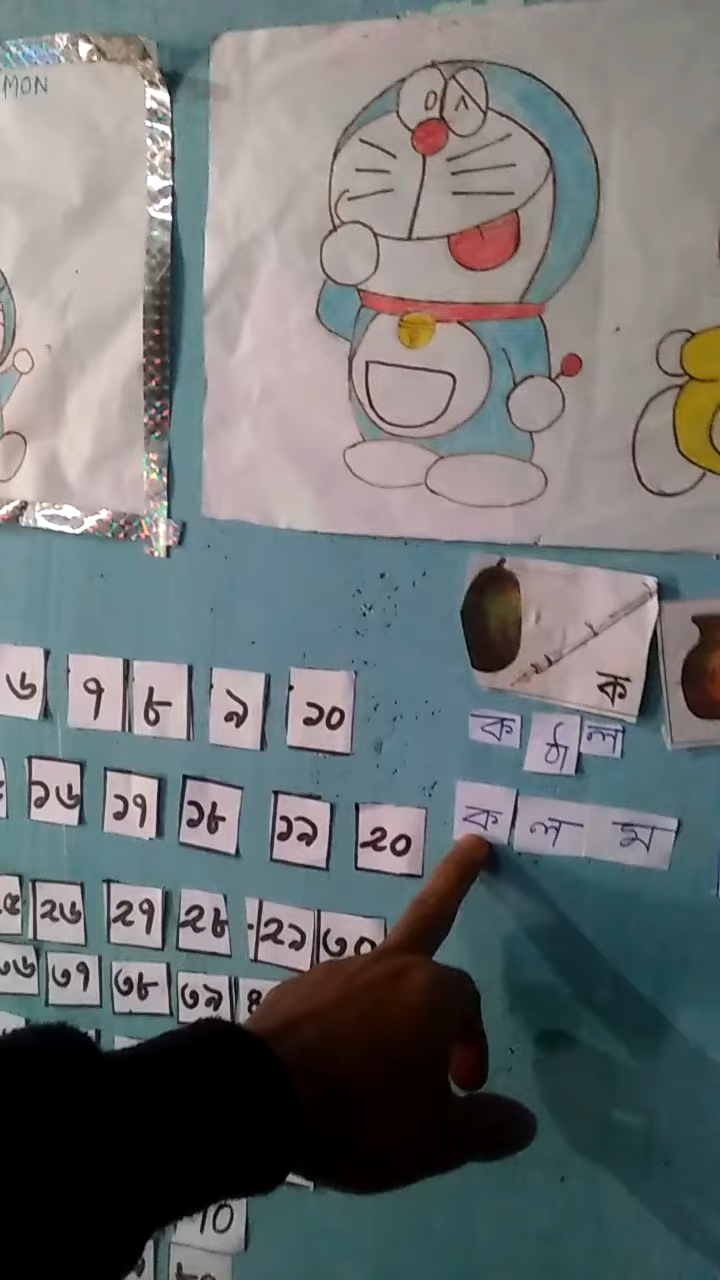 MON
ক
৬ ৭ ৮ ৯ ১০
ক ঠা ল
১৬ ১৭ ১৮ ১৯ ২০
ক ল ম
২৬ ২৭ ২৮ ২৯ ৩০
৩৬ ৩৭ ৩৮ ৩৯
10